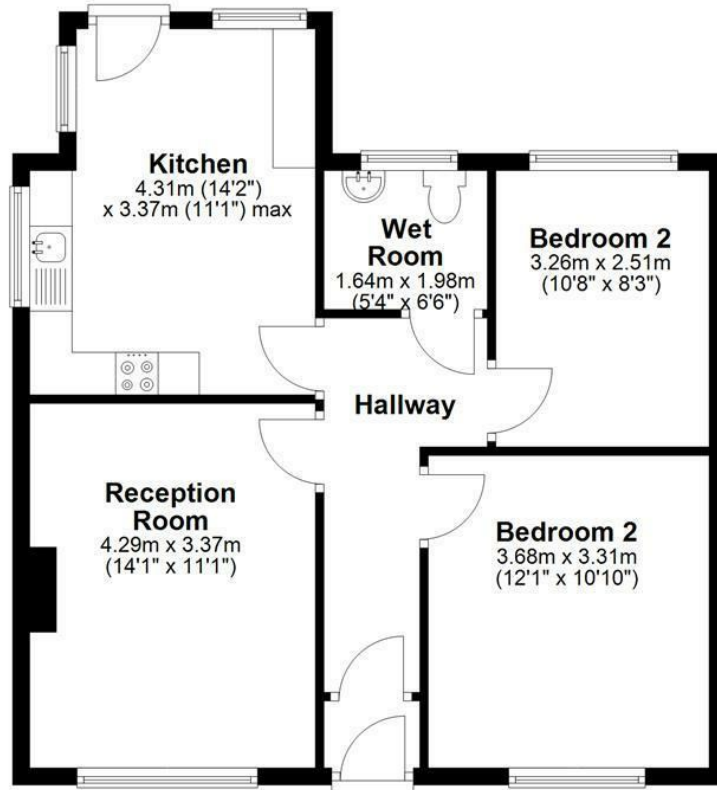 Kitchen
4.31m (14'2")
x 3.37m (11'1") max
Wet
Room
1.64m x 1.98m
(5'4" x 6'6")
Bedroom 2
3.26m x 2.51m
(10'8" x 8'3")
Hallway
Reception
Room
4.29m x 3.37m
(14'1" x 11'1")
Bedroom 2
3.68m x 3.31m
(12'1" x 10'10")